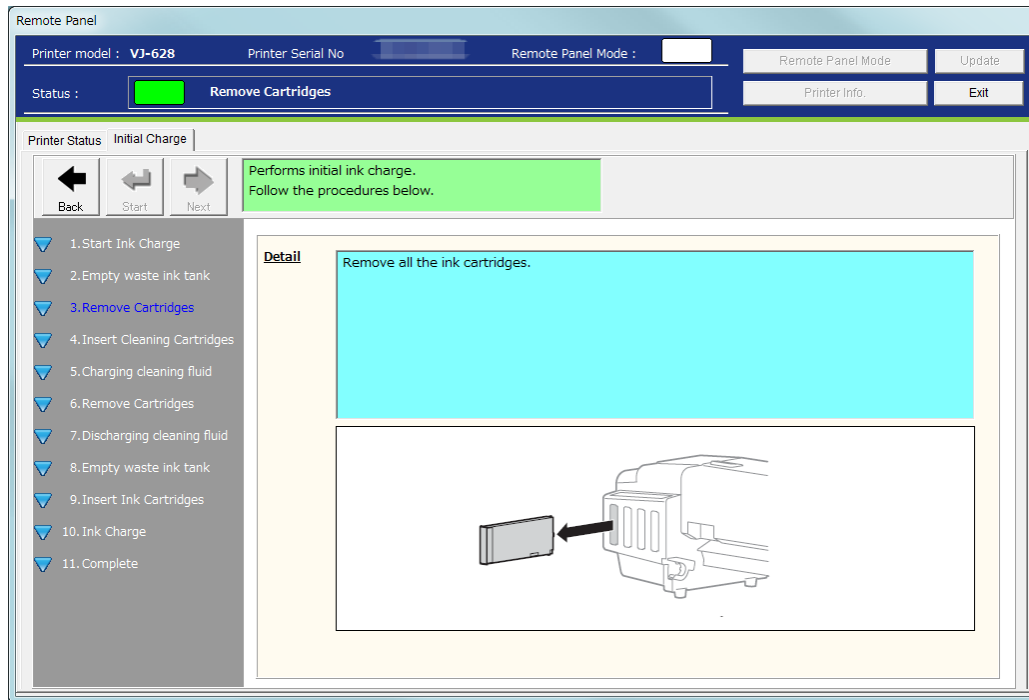 Remote Panel
Printer model : VJ-628 Printer Serial No Remote Panel Mode :
Remote Panel Mode Update
Status : Remove Cartridges
Printer Info. Exit
Printer Status Initial Charge
Back Start Next
Performs initial ink charge.
Follow the procedures below.
1.Start Ink Charge
2.Empty waste ink tank
3.Remove Cartridges
4.Insert Cleaning Cartridges
5.Charging cleaning fluid
6.Remove Cartridges
7.Discharging cleaning fluid
8.Empty waste ink tank
9.Insert Ink Cartridges
10.Ink Charge
11.Complete
Detail
Remove all the ink cartridges.